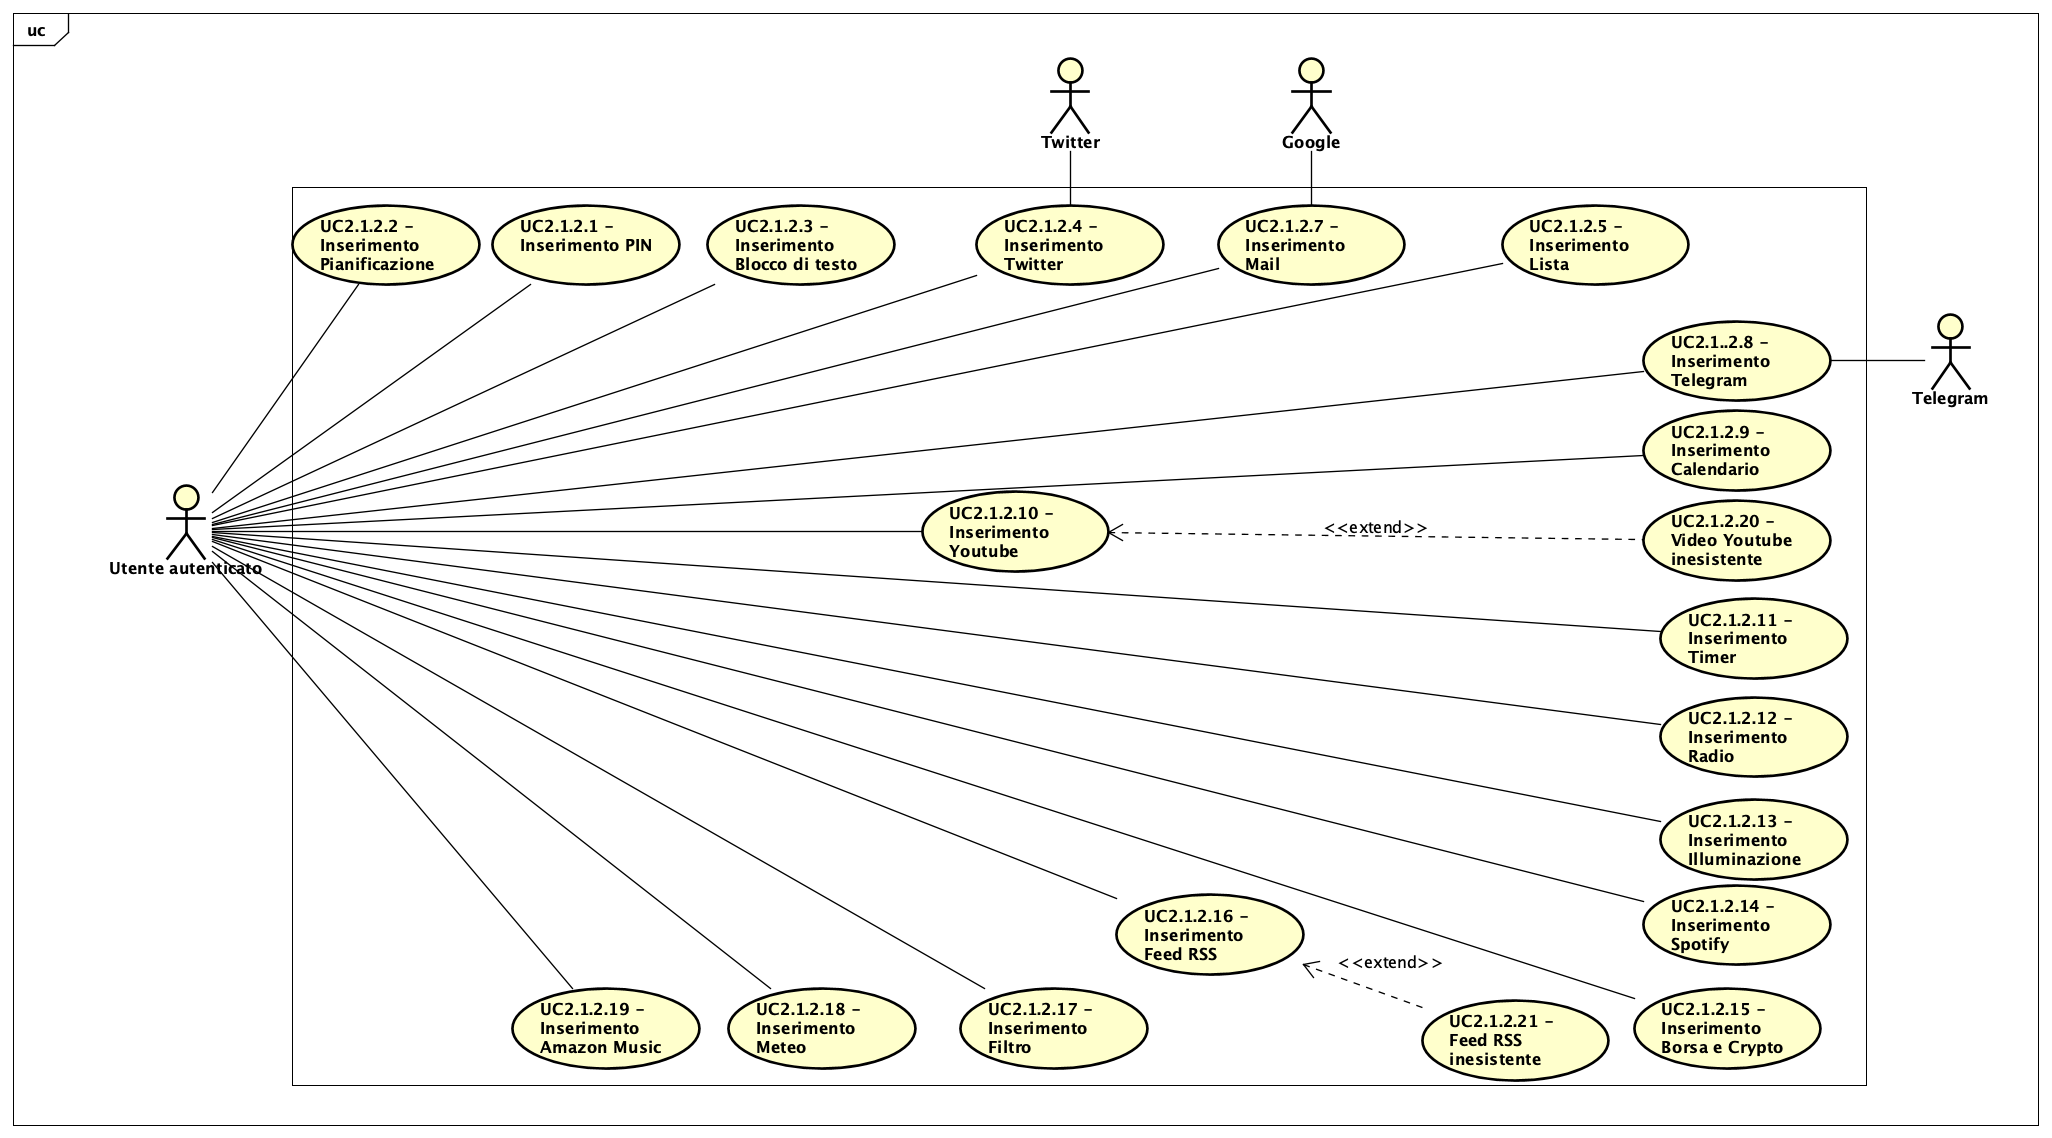 uc
Twitter
Google
UC2.1.2.2 –
Inserimento
Pianificazione
UC2.1.2.1 –
Inserimento PIN
UC2.1.2.3 –
Inserimento
Blocco di testo
UC2.1.2.4 –
Inserimento
Twitter
UC2.1.2.7 –
Inserimento
Mail
UC2.1.2.5 –
Inserimento
Lista
UC2.1..2.8 –
Inserimento
Telegram
Telegram
UC2.1.2.9 –
Inserimento
Calendario
Utente autenticato
UC2.1.2.10 –
Inserimento
Youtube
<<extend>>
UC2.1.2.20 –
Video Youtube
inesistente
UC2.1.2.11 –
Inserimento
Timer
UC2.1.2.12 –
Inserimento
Radio
UC2.1.2.13 –
Inserimento
Illuminazione
UC2.1.2.14 –
Inserimento
Spotify
UC2.1.2.16 –
Inserimento
Feed RSS
<<extend>>
UC2.1.2.19 –
Inserimento
Amazon Music
UC2.1.2.18 –
Inserimento
Meteo
UC2.1.2.17 –
Inserimento
Filtro
UC2.1.2.21 –
Feed RSS
inesistente
UC2.1.2.15 –
Inserimento
Borsa e Crypto